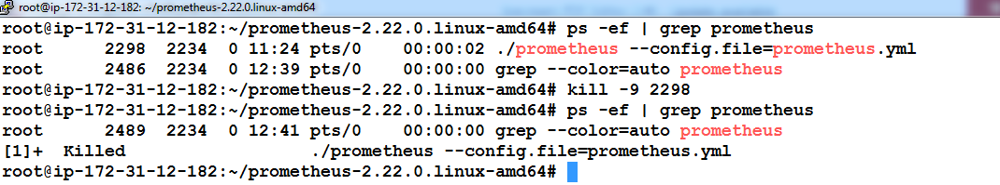 root@ip-172-31-12-182: ~/prometheus-2.22.0.linux-amd64
root@ip-172-31-12-182:~/prometheus-2.22.0.linux-amd64# ps -ef | grep prometheus
root      2298  2234  0 11:24 pts/0    00:00:02 ./prometheus --config.file=prometheus.yml
root      2486  2234  0 12:39 pts/0    00:00:00 grep --color=auto prometheus
root@ip-172-31-12-182:~/prometheus-2.22.0.linux-amd64# kill -9 2298
root@ip-172-31-12-182:~/prometheus-2.22.0.linux-amd64# ps -ef | grep prometheus
root      2489  2234  0 12:41 pts/0    00:00:00 grep --color=auto prometheus
[1]+  Killed                  ./prometheus --config.file=prometheus.yml
root@ip-172-31-12-182:~/prometheus-2.22.0.linux-amd64#